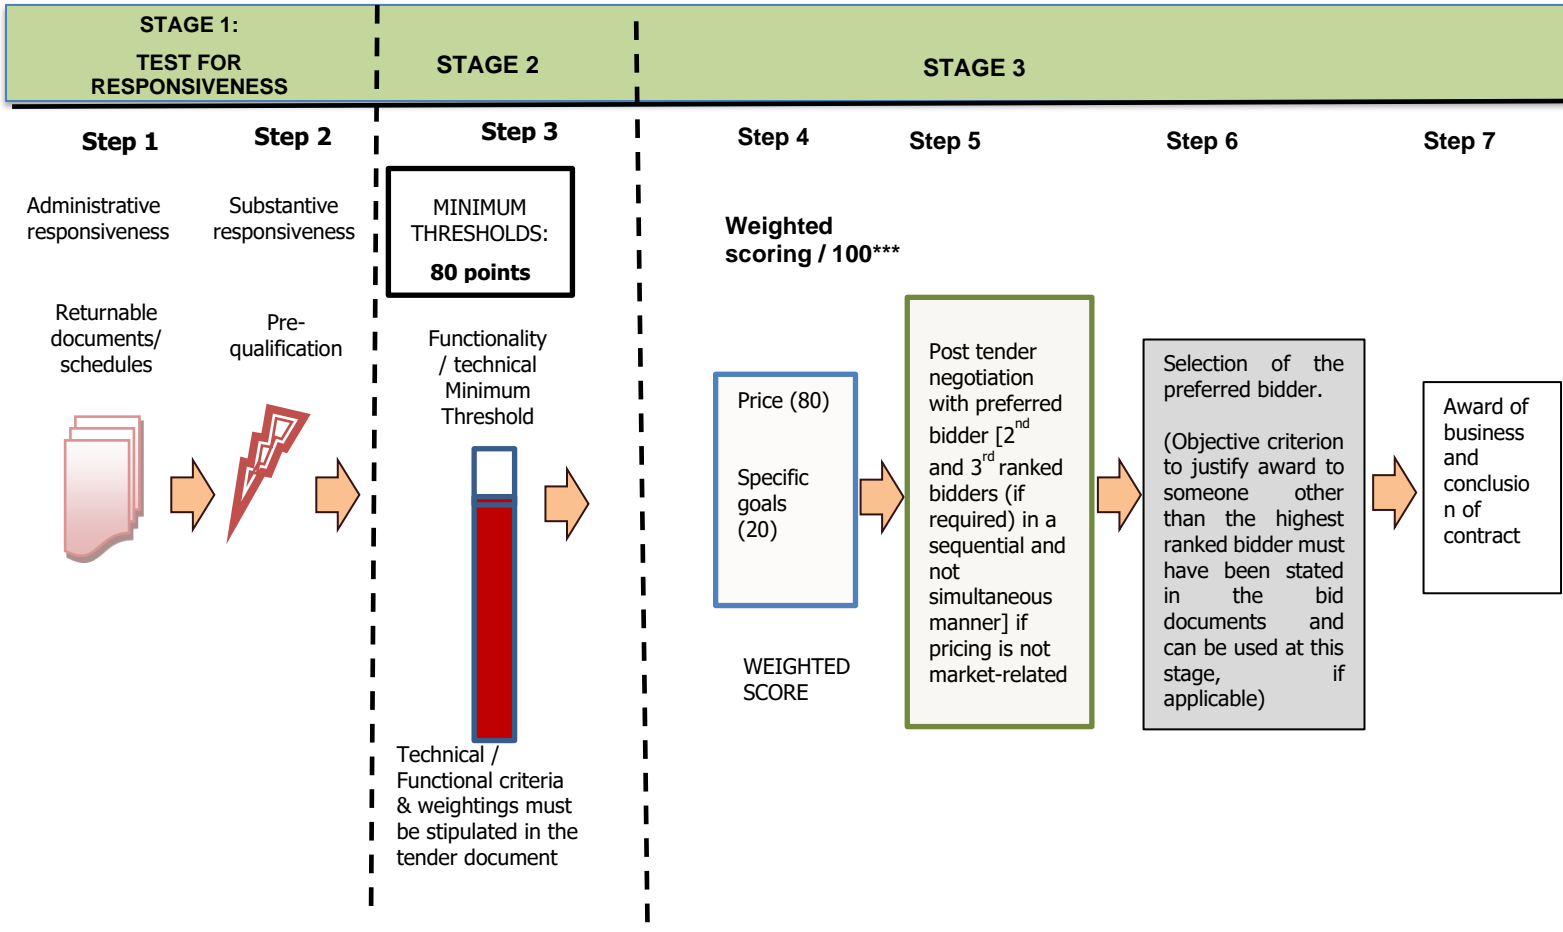 STAGE 1:
TEST FOR
RESPONSIVENESS
STAGE 2
STAGE 3
Step 1
Step 2
Step 3
Step 4
Step 5
Step 6
Step 7
Administrative
responsiveness
Returnable
documents/
schedules
Substantive
responsiveness
Pre-
qualification
MINIMUM
THRESHOLDS:
80 points
Functionality
/ technical
Minimum
Threshold
Technical /
Functional criteria
& weightings must
be stipulated in the
tender document
Weighted
scoring / 100***
Price (80)
Specific
goals
(20)
WEIGHTED
SCORE
Post tender
negotiation
with preferred
bidder [2nd
and 3rd ranked
bidders (if
required) in a
sequential and
not
simultaneous
manner] if
pricing is not
market-related
Selection of the
preferred bidder.
(Objective criterion
to justify award to
someone other
than the highest
ranked bidder must
have been stated
in the bid
documents and
can be used at this
stage, if
applicable)
Award of
business
and
conclusio
n of
contract